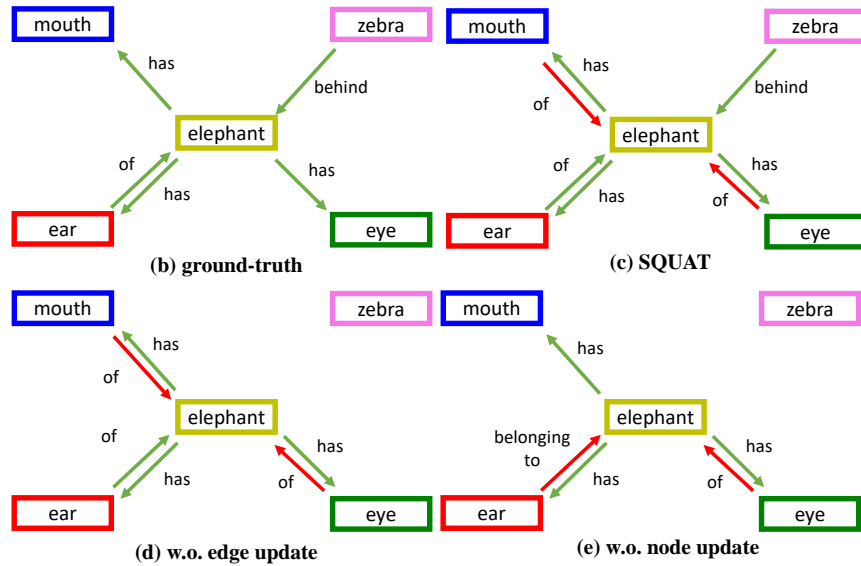 mouth
zebra
has
behind
elephant
of
has
has
ear
eye
(b) ground-truth
mouth
zebra
has
of
behind
elephant
of
has
has
of
ear
eye
(c) SQUAT
mouth
zebra
has
of
elephant
of
has
has
of
ear
eye
(d) w.o. edge update
mouth
zebra
has
elephant
belonging
to
has
has
of
ear
eye
(e) w.o. node update